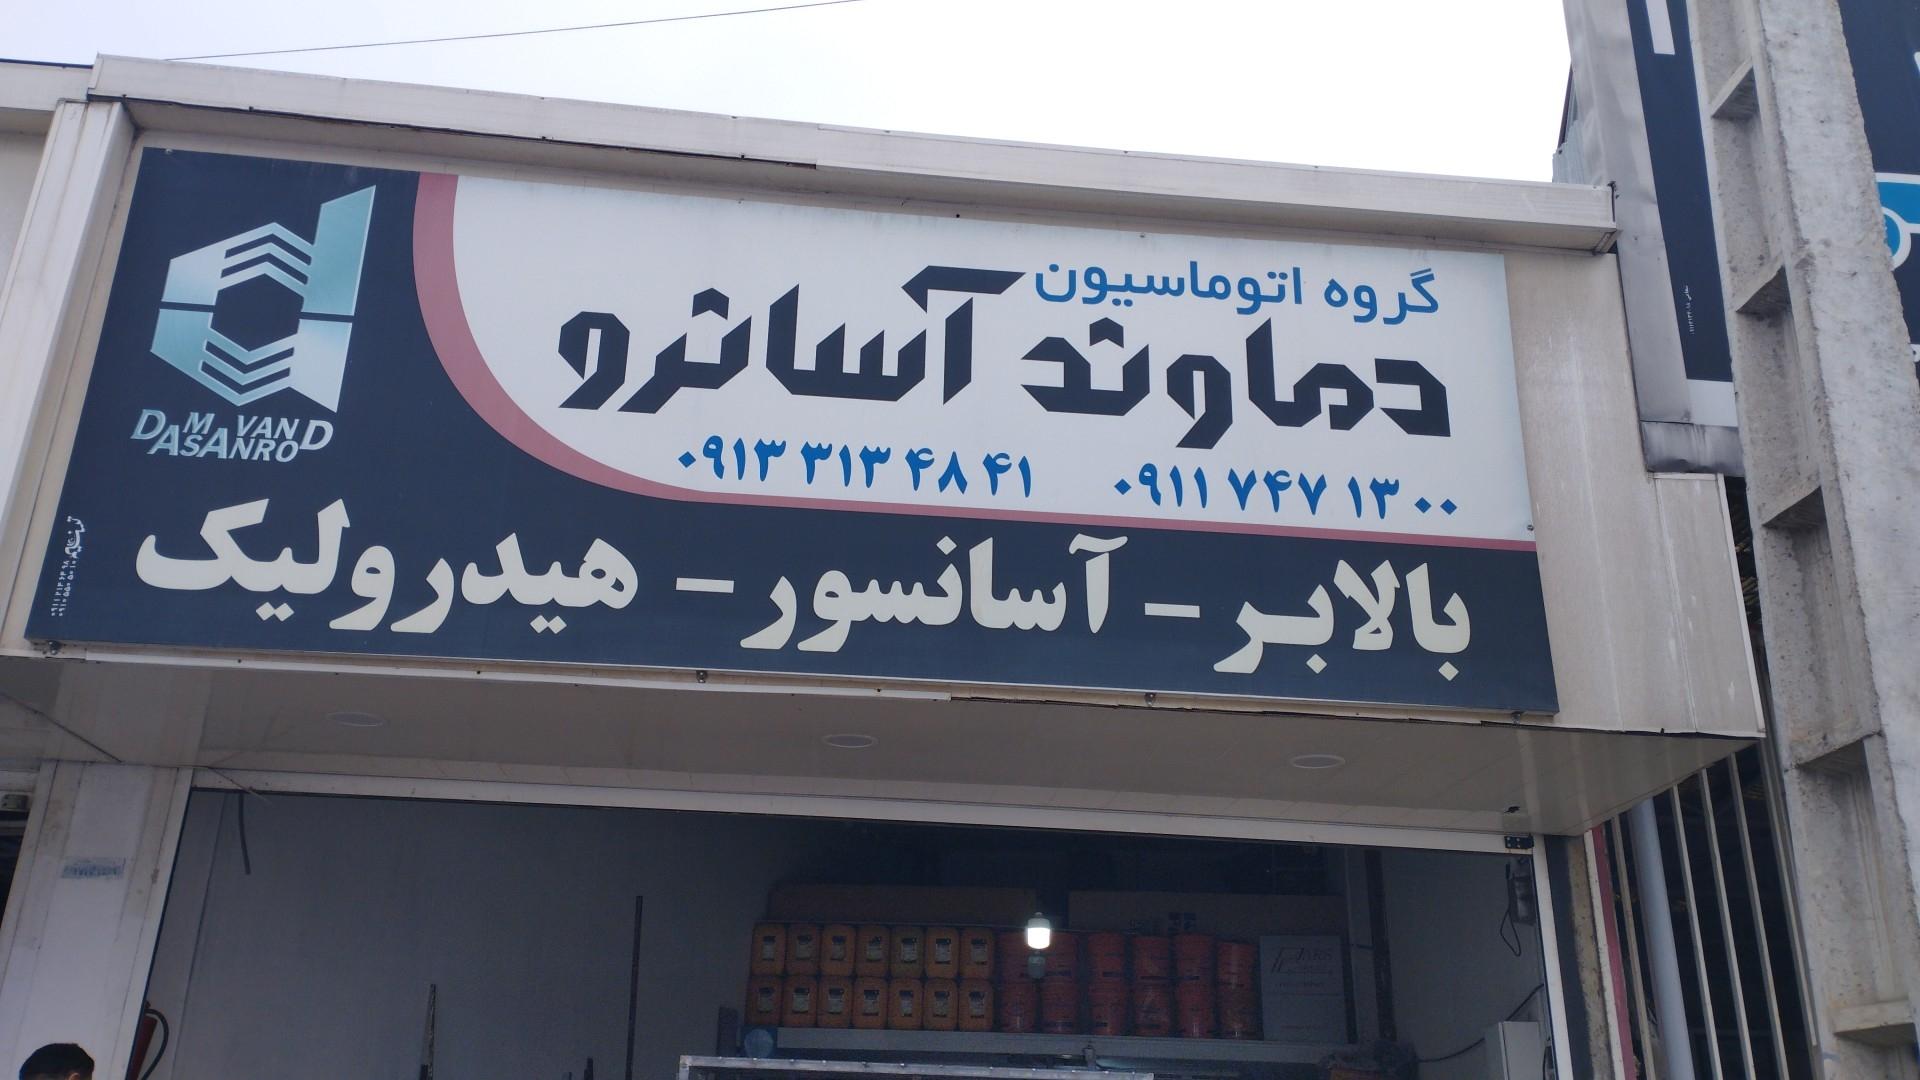 گروه اتوماسیون
دماوند آسانرو
۰۹۱۳ ۳۱۳ ۴۸ ۴۱
۰۹۱۱ ۷۴۷ ۱۳ ۰۰
DAMAVAND
ASANRO
بالابر - آسانسور - هیدرولیک